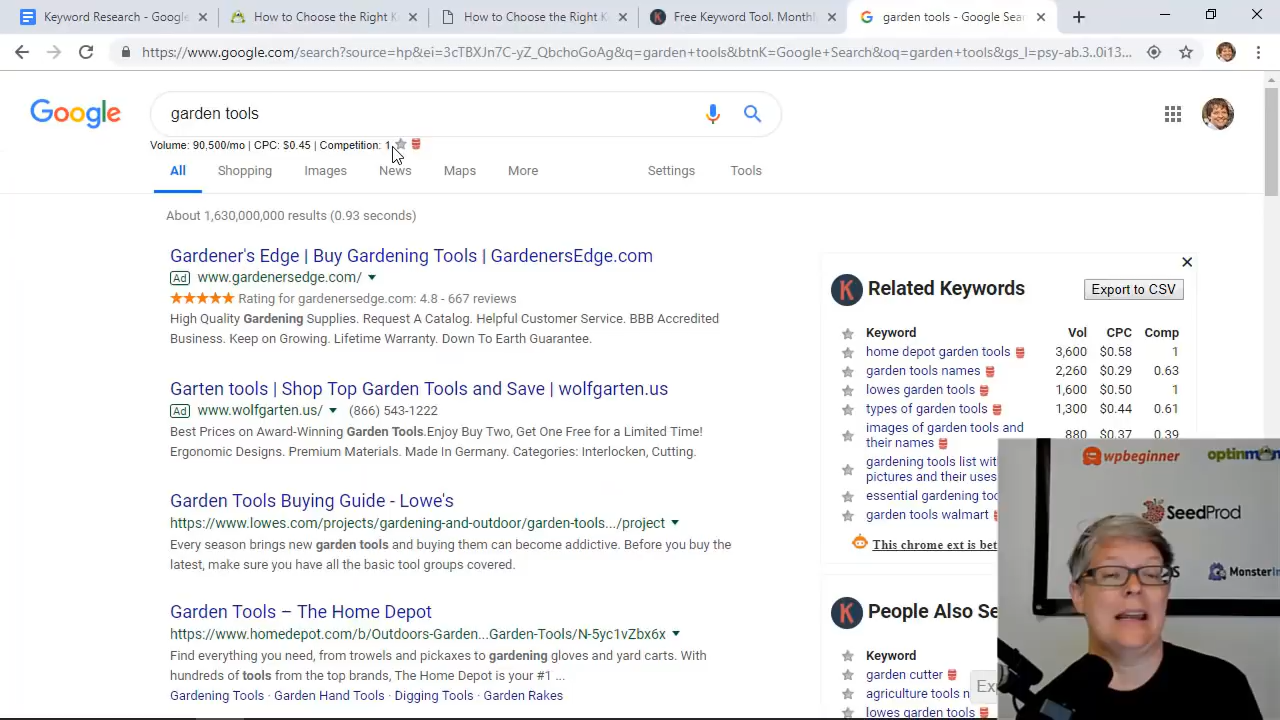 Keyword Research - Google
How to Choose the Right K
How to Choose the Right K
Free Keyword Tool. Monthl
garden tools - Google Sear
https://www.google.com/search?source=hp&ei=3cTBXJn7C-yZ_QbchoGoAg&q=garden+tools&btnK=Google+Search&oq=garden+tools&gs_l=psy-ab.3..0i13...
Google
garden tools
Volume: 90,500/mo | CPC: $0.45 | Competition: 1
All Shopping Images News Maps More Settings Tools
About 1,630,000,000 results (0.93 seconds)
Gardener's Edge | Buy Gardening Tools | GardenersEdge.com
Ad www.gardenersedge.com/
Rating for gardenersedge.com: 4.8 - 667 reviews
High Quality Gardening Supplies. Request A Catalog. Helpful Customer Service. BBB Accredited
Business. Keep on Growing. Lifetime Warranty. Down To Earth Guarantee.
Garten tools | Shop Top Garden Tools and Save | wolfgarten.us
Ad www.wolfgarten.us/ (866) 543-1222
Best Prices on Award-Winning Garden Tools.Enjoy Buy Two, Get One Free for a Limited Time!
Ergonomic Designs. Premium Materials. Made In Germany. Categories: Interlocken, Cutting.
Garden Tools Buying Guide - Lowe's
https://www.lowes.com/projects/gardening-and-outdoor/garden-tools.../project
Every season brings new garden tools and buying them can become addictive. Before you buy the
latest, make sure you have all the basic tool groups covered.
Garden Tools – The Home Depot
https://www.homedepot.com/b/Outdoors-Garden...Garden-Tools/N-5yc1vZbx6x
Find everything you need, from trowels and pickaxes to gardening gloves and yard carts. With
hundreds of tools from the top brands, The Home Depot is your #1 ...
Gardening Tools · Garden Hand Tools · Digging Tools · Garden Rakes
K Related Keywords Export to CSV
Keyword Vol CPC Comp
home depot garden tools 3,600 $0.58 1
garden tools names 2,260 $0.29 0.63
lowes garden tools 1,600 $0.50 1
types of garden tools 1,300 $0.44 0.61
images of garden tools and
their names 880 $0.37 0.39
gardening tools list wit
pictures and their uses
essential gardening too
garden tools walmart
This chrome ext is bet
K People Also Se
Keyword
garden cutter
agriculture tools n
lowes garden tools
Exp
wpbeginner
optinm
SeedProd
MonsterIn